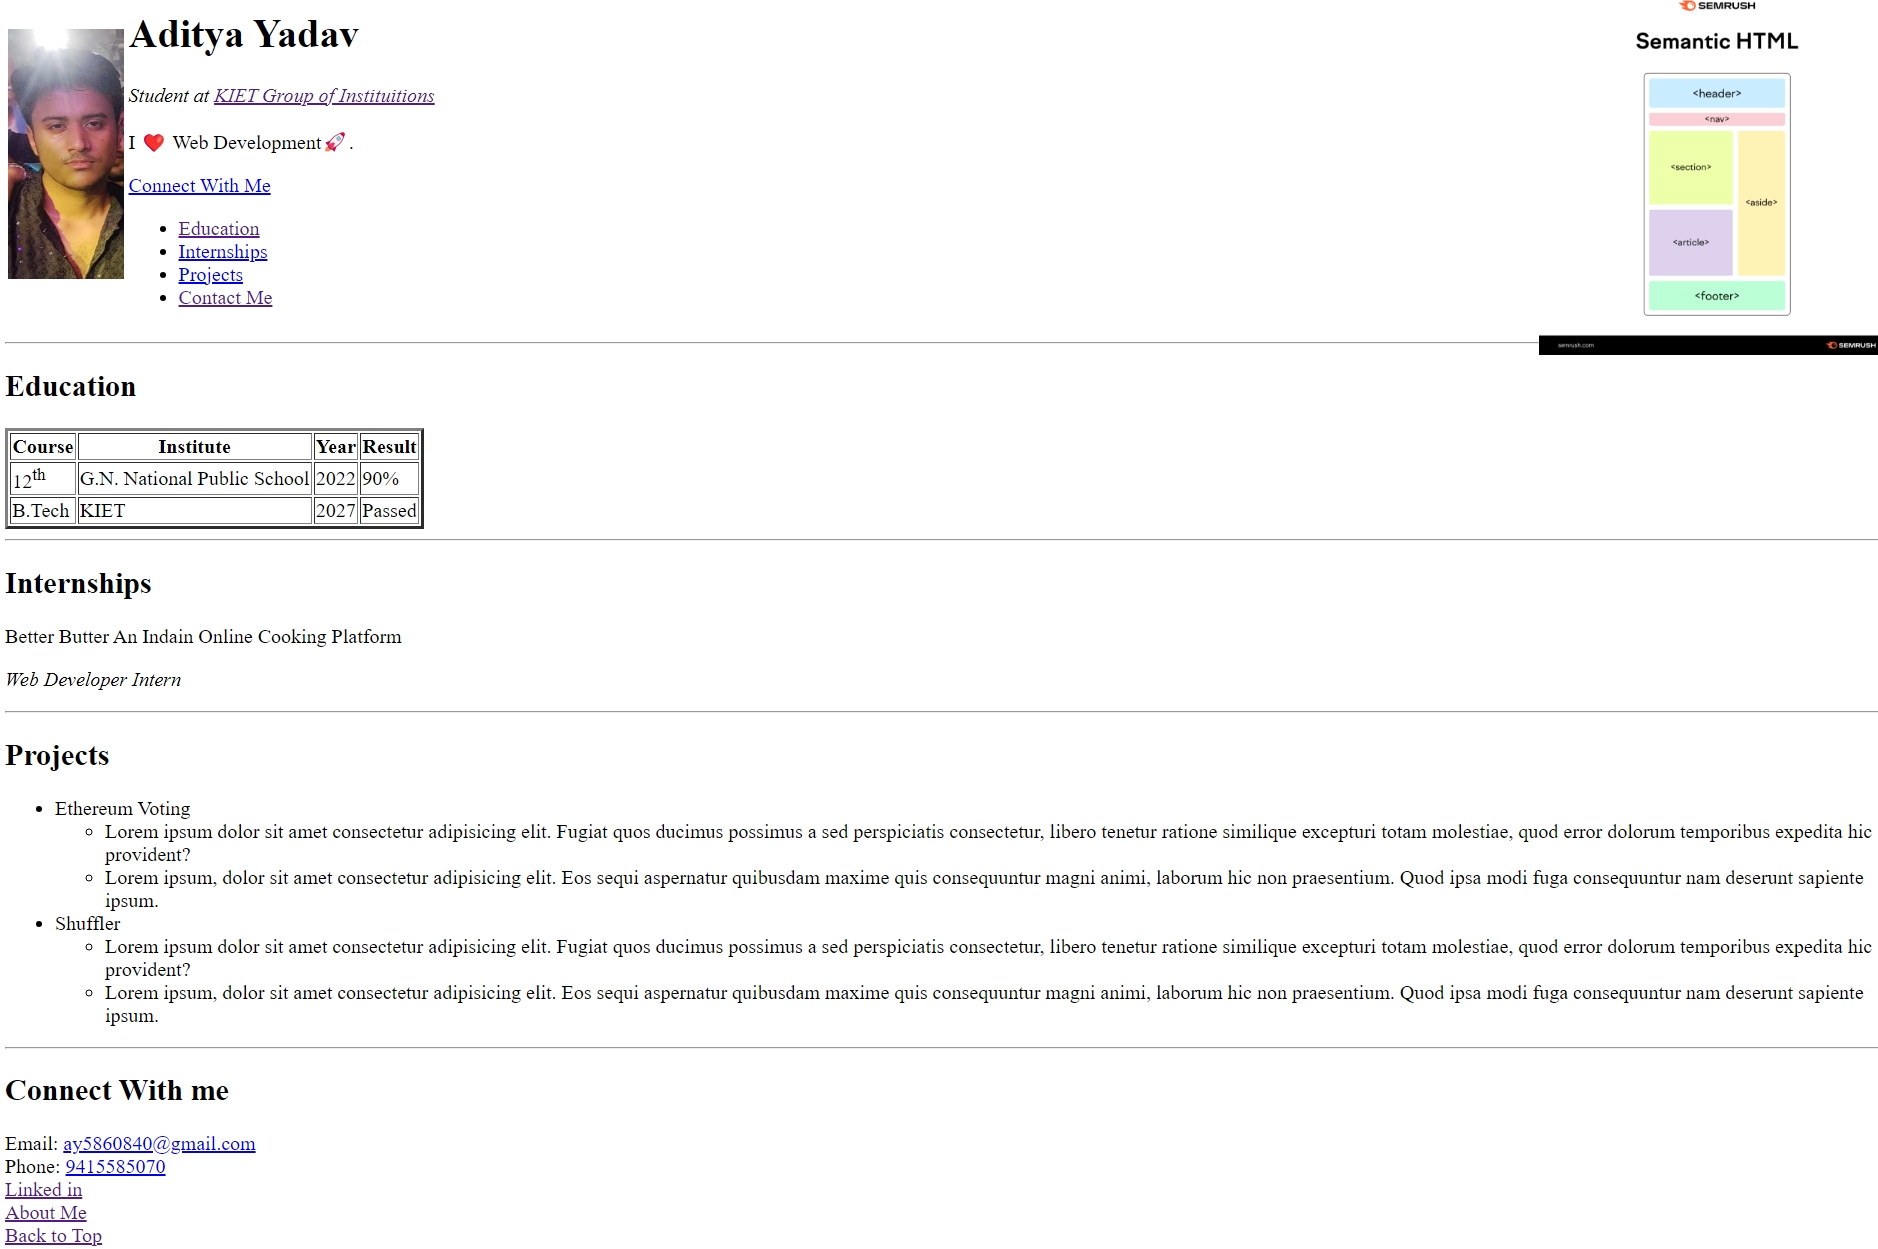 Aditya Yadav
Student at KIET Group of Instituitions
I ❤️ Web Development🚀.
Connect With Me
• Education
• Internships
• Projects
• Contact Me
SEMRUSH
Semantic HTML
<header>
<nav>
<section>
<aside>
<article>
<footer>
semrush.com
SEMRUSH
Education
Course Institute Year Result
12th G.N. National Public School 2022 90%
B.Tech KIET 2027 Passed
Internships
Better Butter An Indain Online Cooking Platform
Web Developer Intern
Projects
• Ethereum Voting
◦ Lorem ipsum dolor sit amet consectetur adipisicing elit. Fugiat quos ducimus possimus a sed perspiciatis consectetur, libero tenetur ratione similique excepturi totam molestiae, quod error dolorum temporibus expedita hic
provident?
◦ Lorem ipsum, dolor sit amet consectetur adipisicing elit. Eos sequi aspernatur quibusdam maxime quis consequuntur magni animi, laborum hic non praesentium. Quod ipsa modi fuga consequuntur nam deserunt sapiente
ipsum.
• Shuffler
◦ Lorem ipsum dolor sit amet consectetur adipisicing elit. Fugiat quos ducimus possimus a sed perspiciatis consectetur, libero tenetur ratione similique excepturi totam molestiae, quod error dolorum temporibus expedita hic
provident?
◦ Lorem ipsum, dolor sit amet consectetur adipisicing elit. Eos sequi aspernatur quibusdam maxime quis consequuntur magni animi, laborum hic non praesentium. Quod ipsa modi fuga consequuntur nam deserunt sapiente
ipsum.
Connect With me
Email: ay5860840@gmail.com
Phone: 9415585070
Linked in
About Me
Back to Top